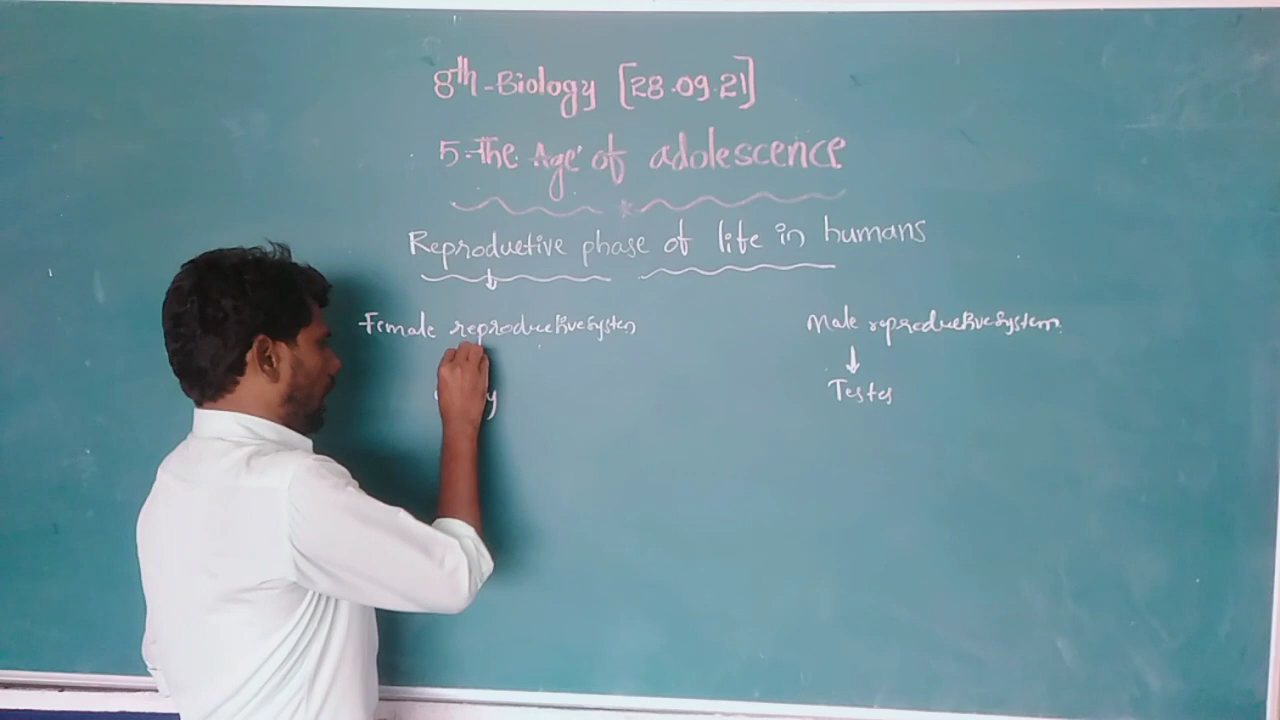 8th-Biology [28.09.21]
5-The Age of adolescence
Reproductive phase of life in humans
Female reproductive system
Male reproductive system
Testes